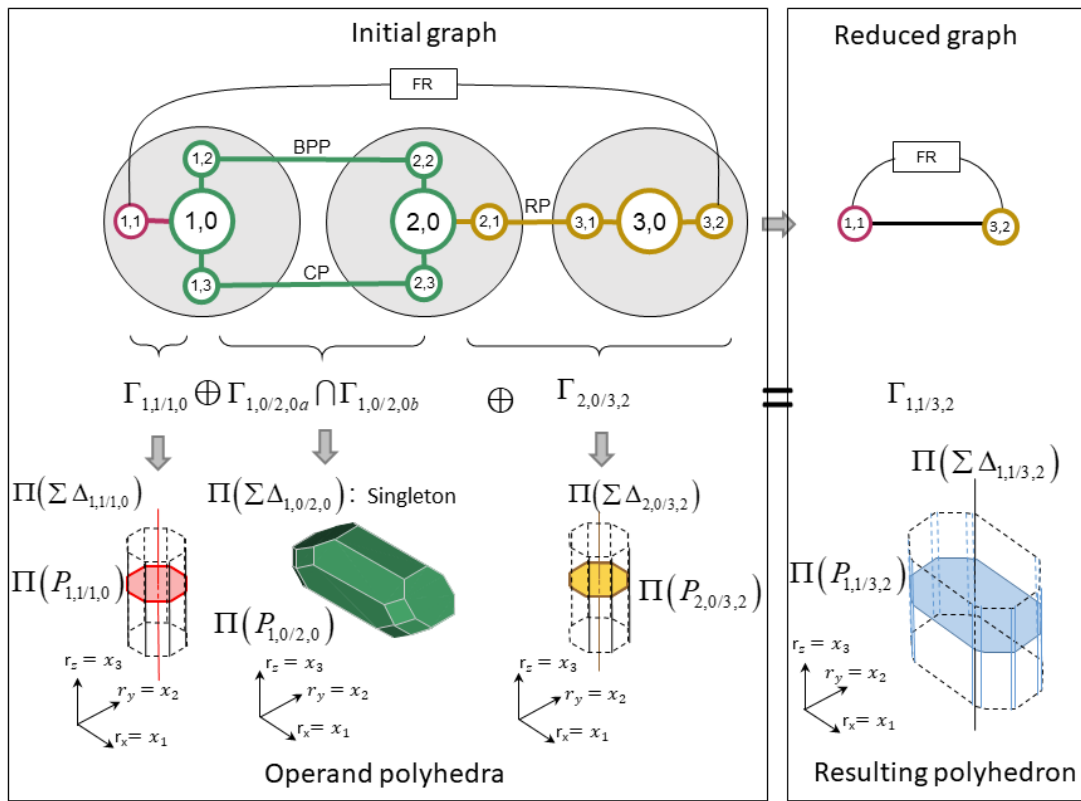 Initial graph
Reduced graph
FR
FR
BPP
1,2
2,2
RP
1,1
1,0
2,0
2,1
3,1
3,0
3,2
1,1
3,2
CP
1,3
2,3
Γ1,1/1,0 ⊕ Γ1,0/2,0a ⋂ Γ1,0/2,0b ⊕ Γ2,0/3,2 = Γ1,1/3,2
Π(∑Δ1,1/1,0)
Π(∑Δ1,0/2,0): Singleton
Π(∑Δ2,0/3,2)
Π(∑Δ1,1/3,2)
Π(P1,1/1,0)
Π(P1,0/2,0)
Π(P2,0/3,2)
Π(P1,1/3,2)
rz = x3
ry = x2
rx = x1
rz = x3
ry = x2
rx = x1
rz = x3
ry = x2
rx = x1
rz = x3
ry = x2
rx = x1
Operand polyhedra
Resulting polyhedron